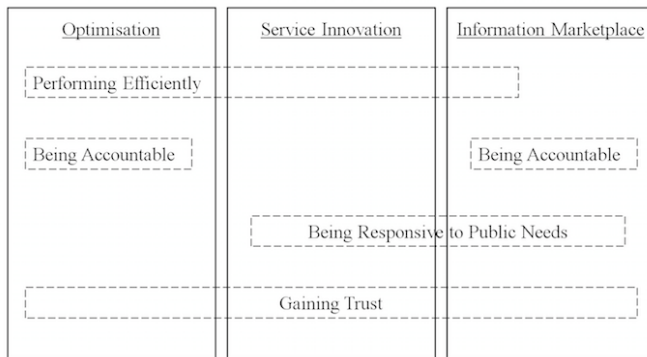 Optimisation
Service Innovation
Information Marketplace
Performing Efficiently
Being Accountable
Being Accountable
Being Responsive to Public Needs
Gaining Trust